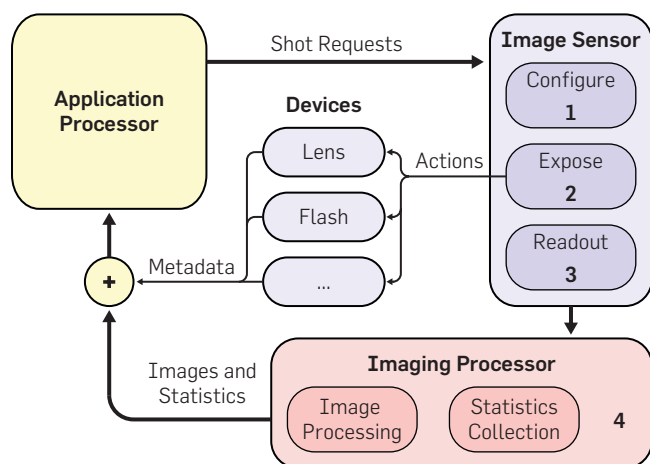 Shot Requests
Image Sensor
Application
Processor
Configure
1
Devices
Lens
Actions
Expose
2
Flash
Readout
3
Metadata
...
+
Imaging Processor
Images and
Statistics
Image
Processing
Statistics
Collection
4